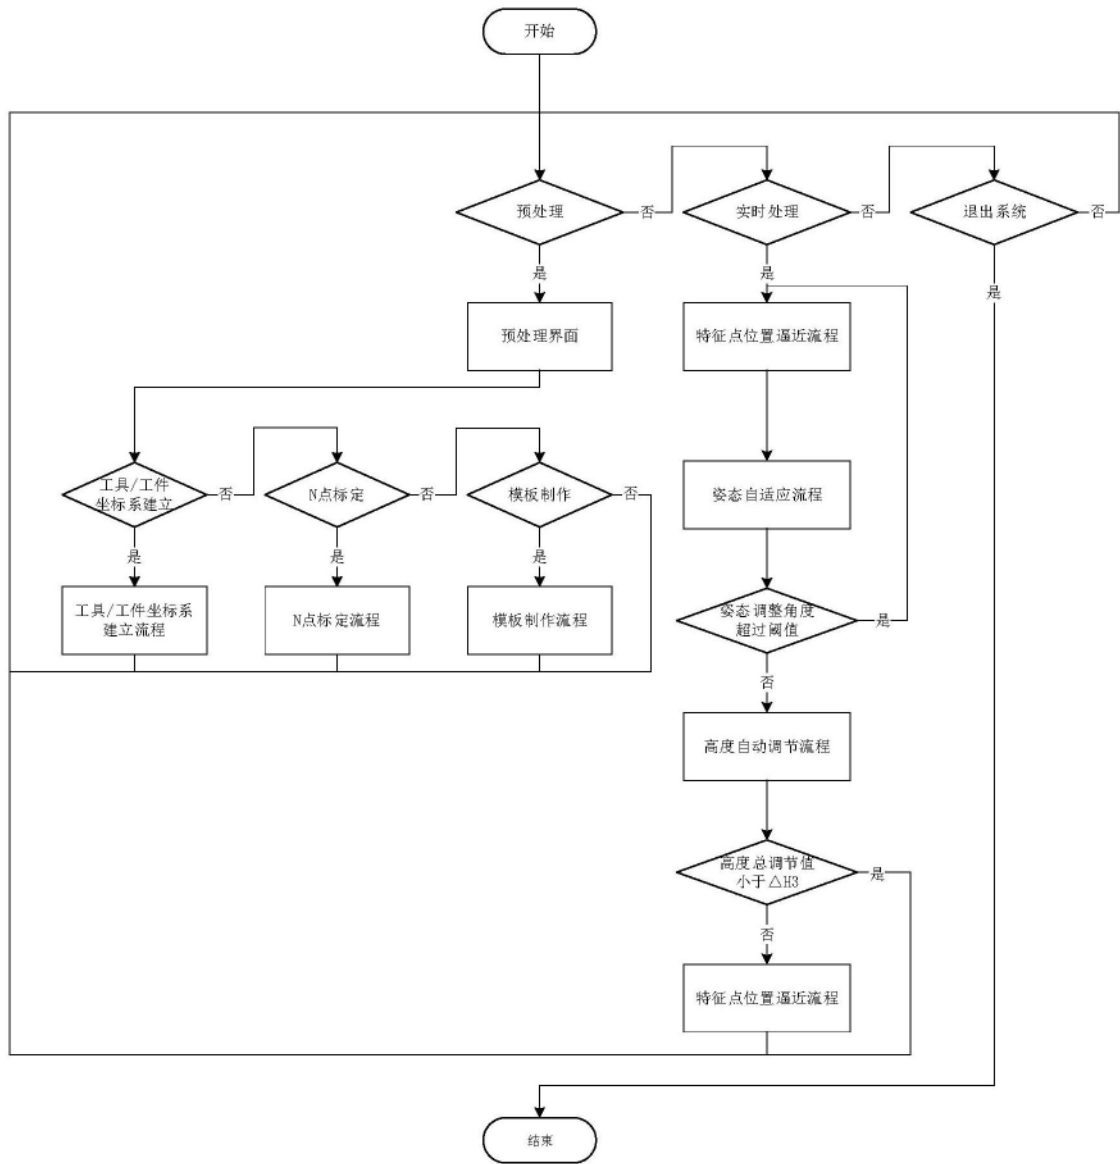 开始
预处理
否
实时处理
否
退出系统
否
是
是
是
预处理界面
特征点位置逼近流程
工具/工件
坐标系建立
否
N点标定
否
模板制作
否
姿态自适应流程
是
是
是
工具/工件坐标系
建立流程
N点标定流程
模板制作流程
姿态调整角度
超过阈值
是
否
高度自动调节流程
高度总调节值
小于△H3
是
否
特征点位置逼近流程
结束